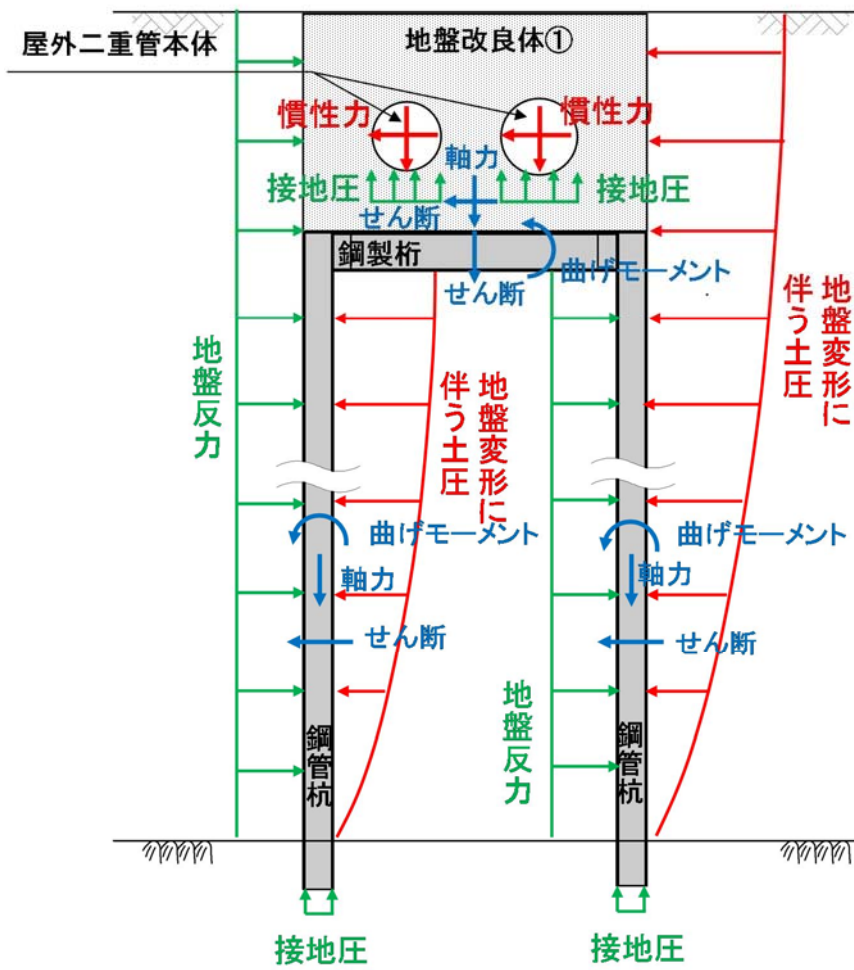 屋外二重管本体
地盤改良体①
慣性力
慣性力
軸力
接地圧
接地圧
せん断
鋼製桁
曲げモーメント
せん断
地盤反力
地盤変形に
伴う土圧
地盤変形に
伴う土圧
曲げモーメント
曲げモーメント
軸力
軸力
せん断
せん断
地盤反力
鋼管杭
鋼管杭
接地圧
接地圧